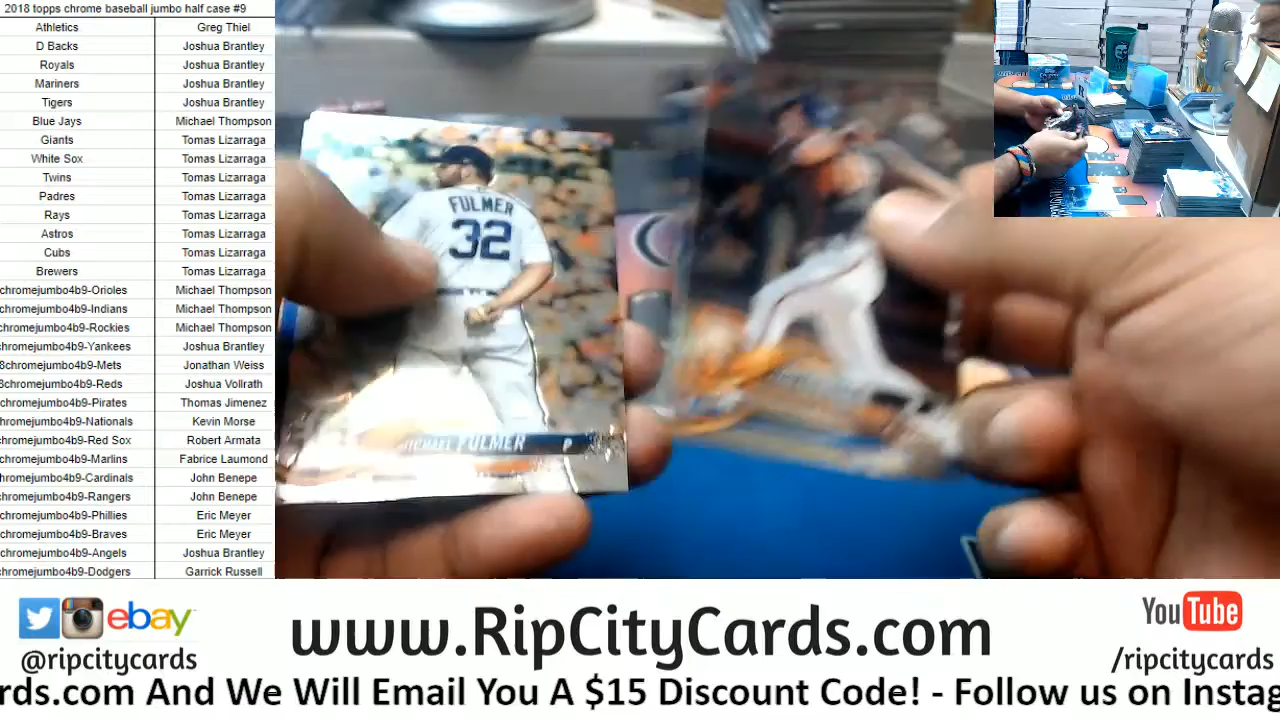 2018 topps chrome baseball jumbo half case #9
Athletics Greg Thiel
D Backs Joshua Brantley
Royals Joshua Brantley
Mariners Joshua Brantley
Tigers Joshua Brantley
Blue Jays Michael Thompson
Giants Tomas Lizarraga
White Sox Tomas Lizarraga
Twins Tomas Lizarraga
Padres Tomas Lizarraga
Rays Tomas Lizarraga
Astros Tomas Lizarraga
Cubs Tomas Lizarraga
Brewers Tomas Lizarraga
chromejumbo4b9-Orioles Michael Thompson
chromejumbo4b9-Indians Michael Thompson
chromejumbo4b9-Rockies Michael Thompson
chromejumbo4b9-Yankees Joshua Brantley
8chromejumbo4b9-Mets Jonathan Weiss
8chromejumbo4b9-Reds Joshua Vollrath
chromejumbo4b9-Pirates Thomas Jimenez
chromejumbo4b9-Nationals Kevin Morse
chromejumbo4b9-Red Sox Robert Armata
chromejumbo4b9-Marlins Fabrice Laumond
chromejumbo4b9-Cardinals John Benepe
chromejumbo4b9-Rangers John Benepe
chromejumbo4b9-Phillies Eric Meyer
chromejumbo4b9-Braves Eric Meyer
chromejumbo4b9-Angels Joshua Brantley
chromejumbo4b9-Dodgers Garrick Russell
FULMER
32
MICHAEL FULMER P
ebay
@ripcitycards
www.RipCityCards.com
YouTube
/ripcitycards
rds.com And We Will Email You A $15 Discount Code! - Follow us on Instag